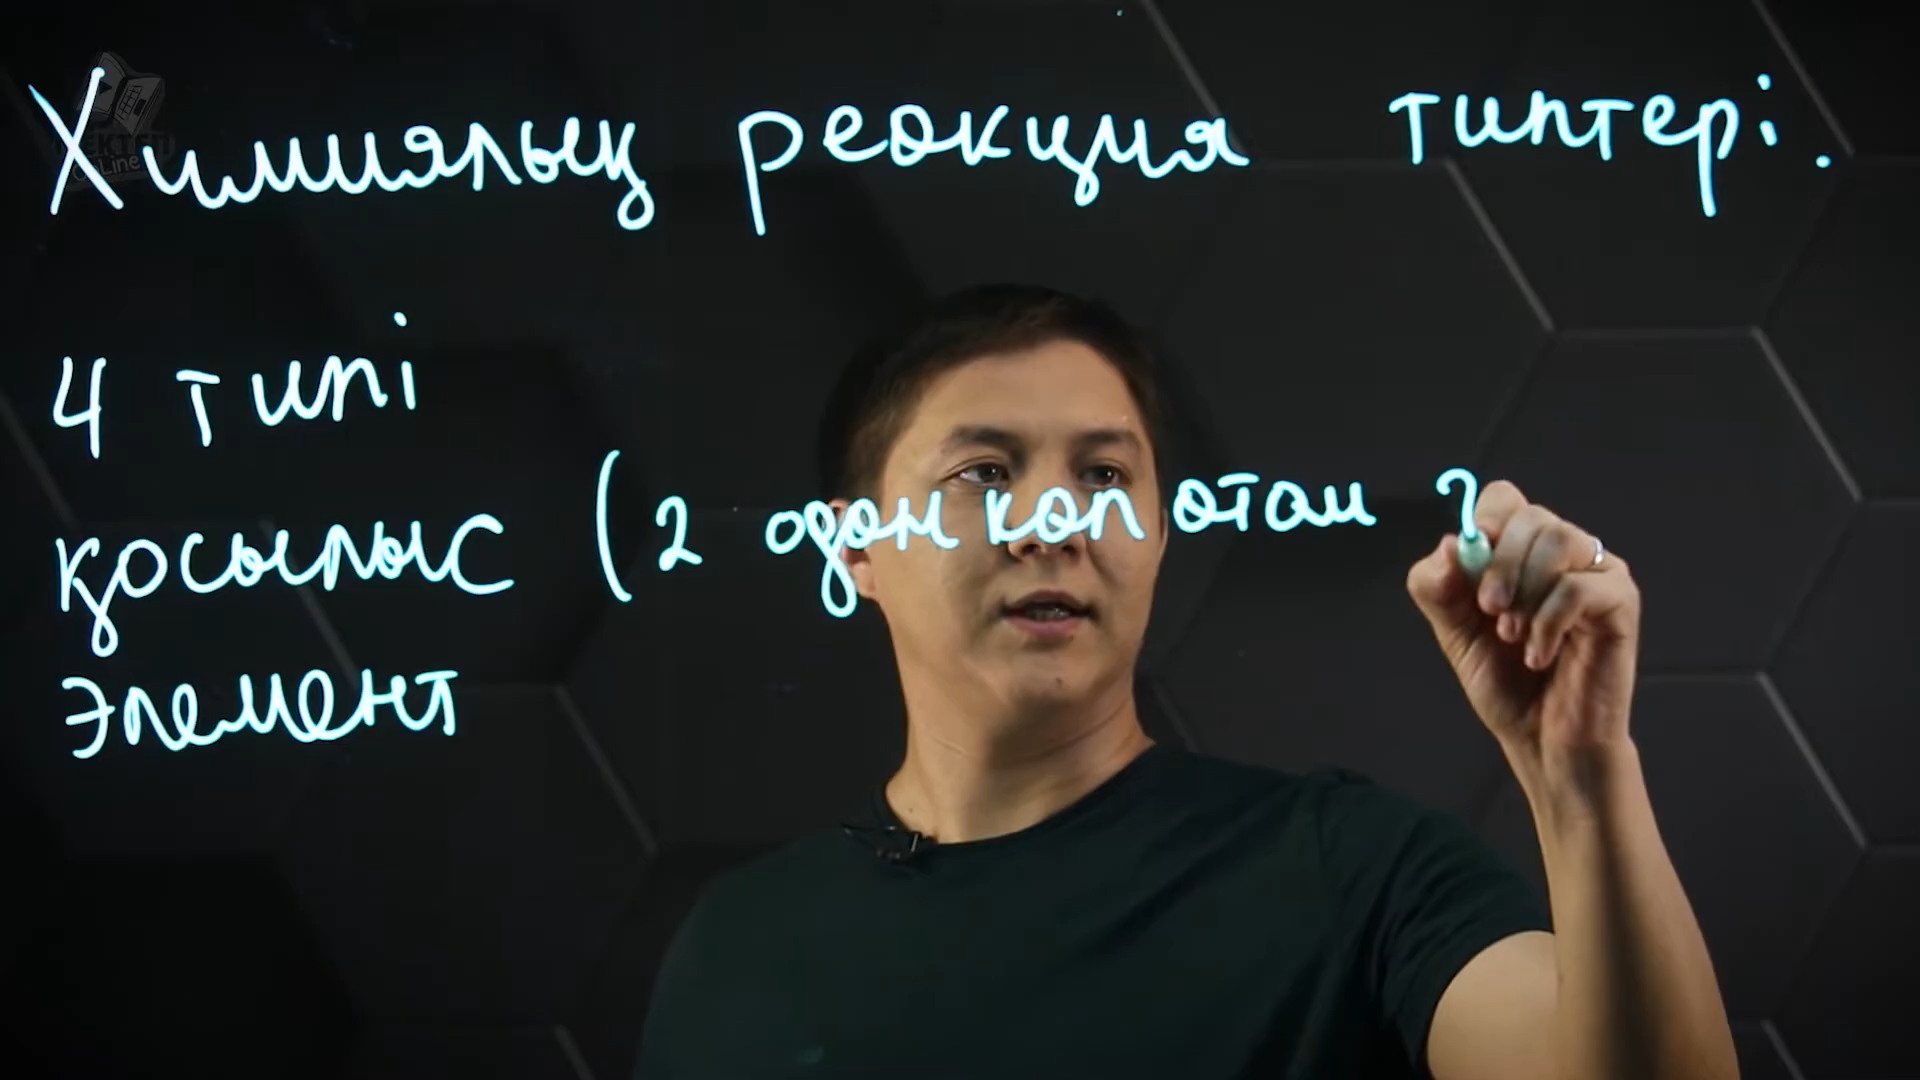 Химиялық реакция типтері.
4 типі
қосылыс (2 одан көп атом
элемент